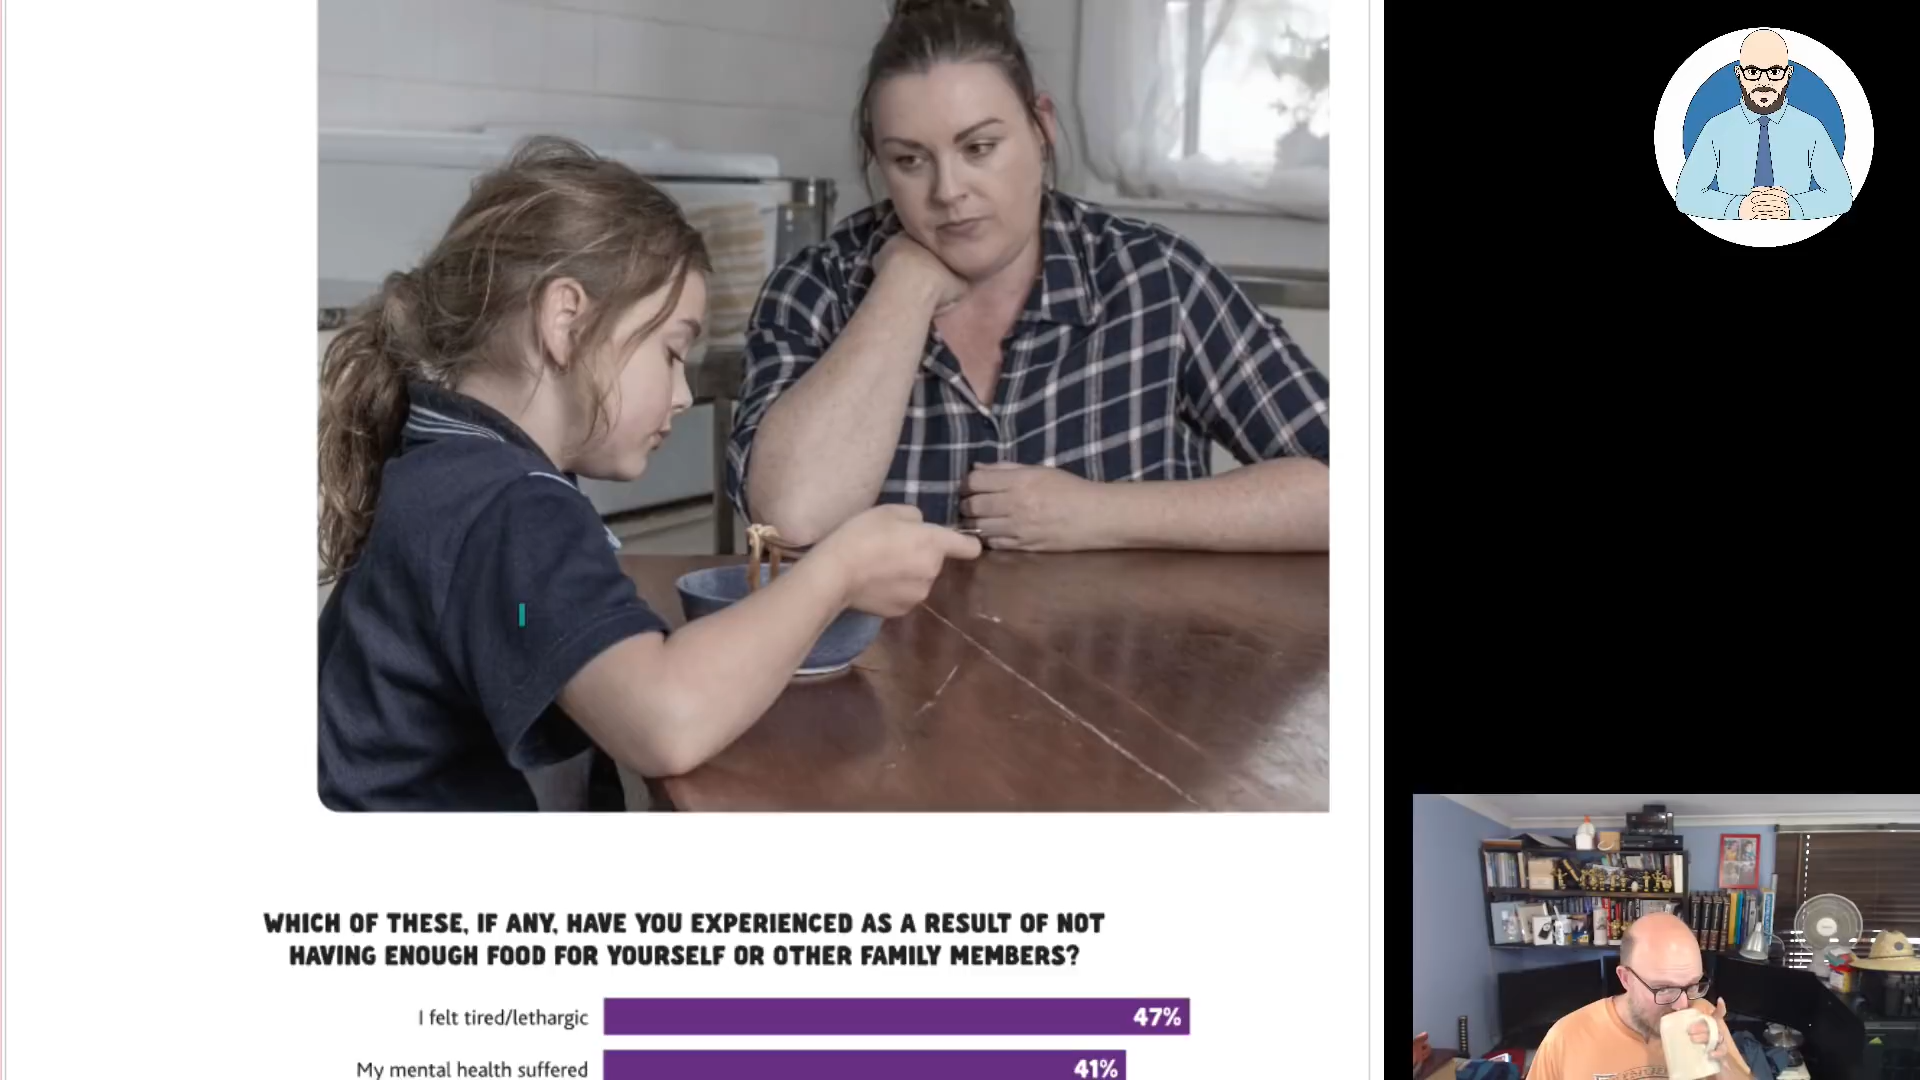 WHICH OF THESE, IF ANY, HAVE YOU EXPERIENCED AS A RESULT OF NOT
HAVING ENOUGH FOOD FOR YOURSELF OR OTHER FAMILY MEMBERS?
I felt tired/lethargic 47%
My mental health suffered 41%